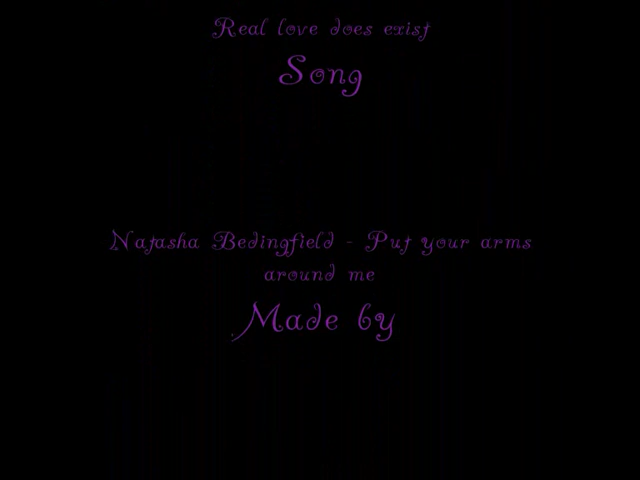 Real love does exist
Song
Natasha Bedingfield - Put your arms
around me
Made by